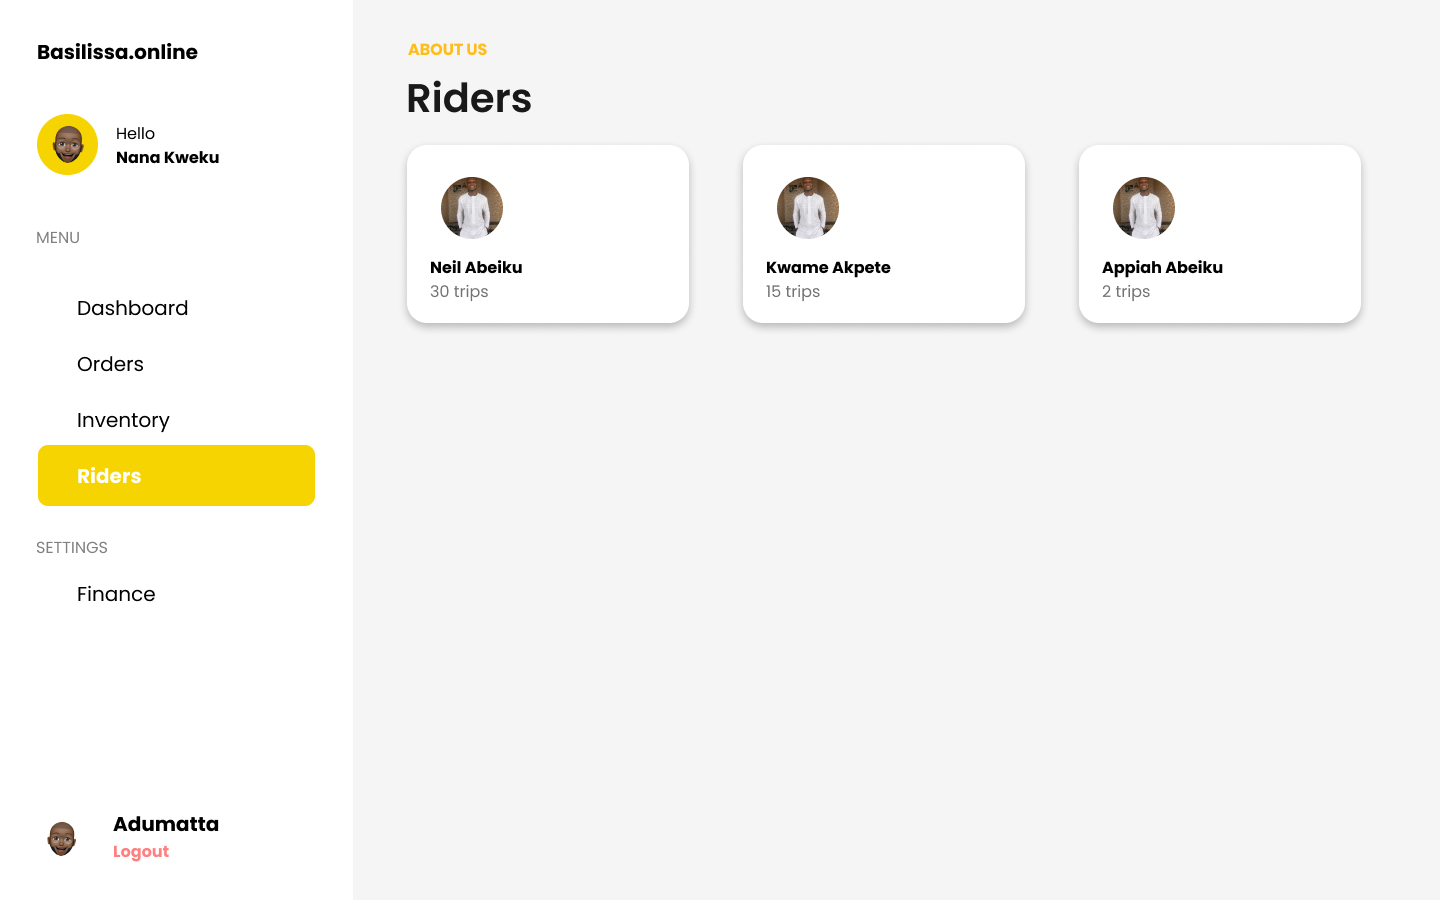 Basilissa.online
Hello
Nana Kweku
MENU
Dashboard
Orders
Inventory
Riders
SETTINGS
Finance
Adumatta
Logout
ABOUT US
Riders
Neil Abeiku
30 trips
Kwame Akpete
15 trips
Appiah Abeiku
2 trips